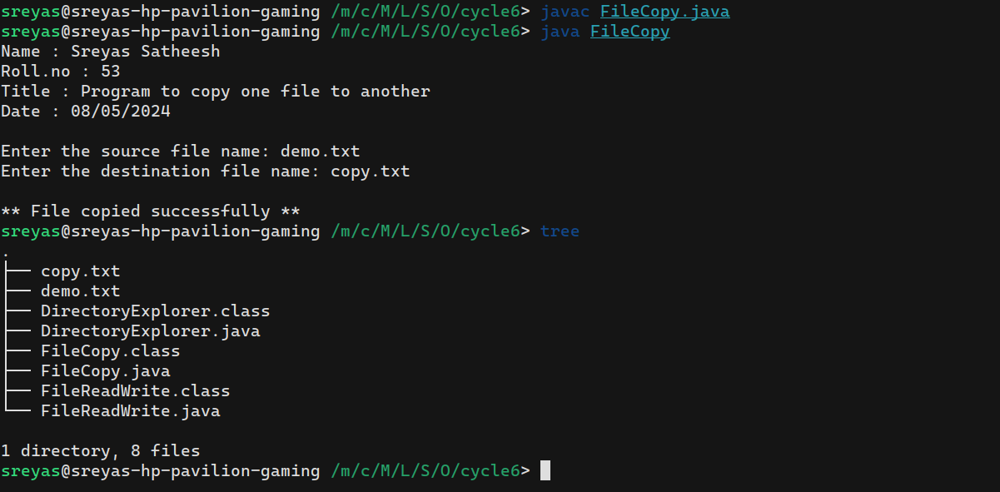 sreyas@sreyas-hp-pavilion-gaming /m/c/M/L/S/O/cycle6> javac FileCopy.java
sreyas@sreyas-hp-pavilion-gaming /m/c/M/L/S/O/cycle6> java FileCopy
Name : Sreyas Satheesh
Roll.no : 53
Title : Program to copy one file to another
Date : 08/05/2024

Enter the source file name: demo.txt
Enter the destination file name: copy.txt

** File copied successfully **
sreyas@sreyas-hp-pavilion-gaming /m/c/M/L/S/O/cycle6> tree
.
├── copy.txt
├── demo.txt
├── DirectoryExplorer.class
├── DirectoryExplorer.java
├── FileCopy.class
├── FileCopy.java
├── FileReadWrite.class
└── FileReadWrite.java

1 directory, 8 files
sreyas@sreyas-hp-pavilion-gaming /m/c/M/L/S/O/cycle6>